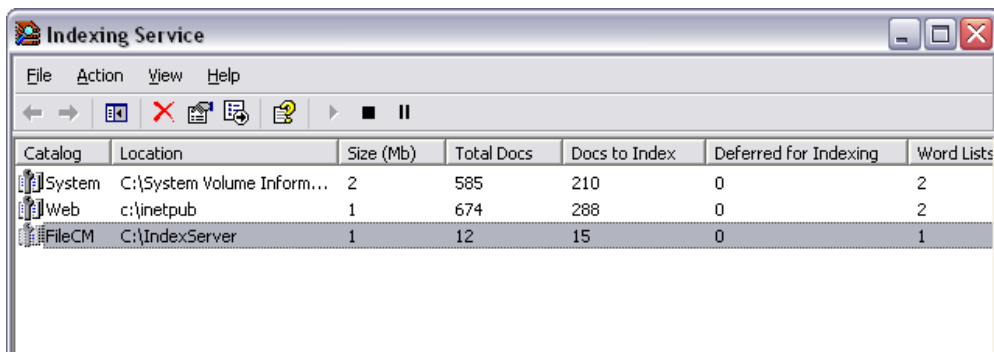 Indexing Service
File Action View Help
Catalog Location Size (Mb) Total Docs Docs to Index Deferred for Indexing Word Lists
System C:\System Volume Inform... 2 585 210 0 2
Web c:\inetpub 1 674 288 0 2
FileCM C:\IndexServer 1 12 15 0 1